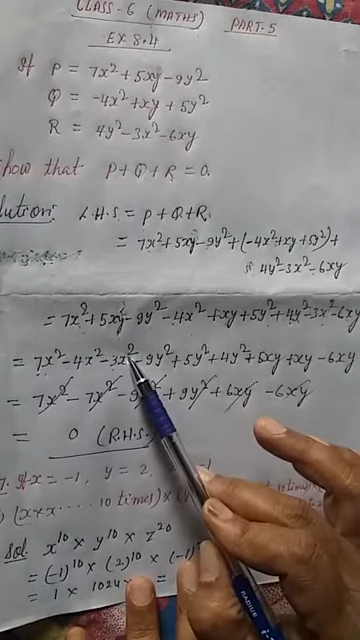 CLASS-6 (MATHS) PART-5
EX 8.4
If P = 7x² + 5xy - 9y²
Q = -4x² + xy + 5y²
R = 4y² - 3x² - 6xy
Show that P+Q+R = 0.
lution: L.H.S = P+Q+R
= 7x² + 5xy - 9y² + (-4x² + xy + 5y²) +
4y² - 3x² - 6xy
= 7x² + 5xy - 9y² - 4x² + xy + 5y² + 4y² - 3x² - 6xy
= 7x² - 4x² - 3x² - 9y² + 5y² + 4y² + 5xy + xy - 6xy
= 7x² - 7x² - 9y² + 9y² + 6xy - 6xy
= 0 (R.H.S.
If x = -1, y = 2,
(x × x .... 10 times) ×
Sol. x¹⁰ × y¹⁰ × z²⁰
= (-1)¹⁰ × (2)¹⁰ × (-1)
= 1 × 1024